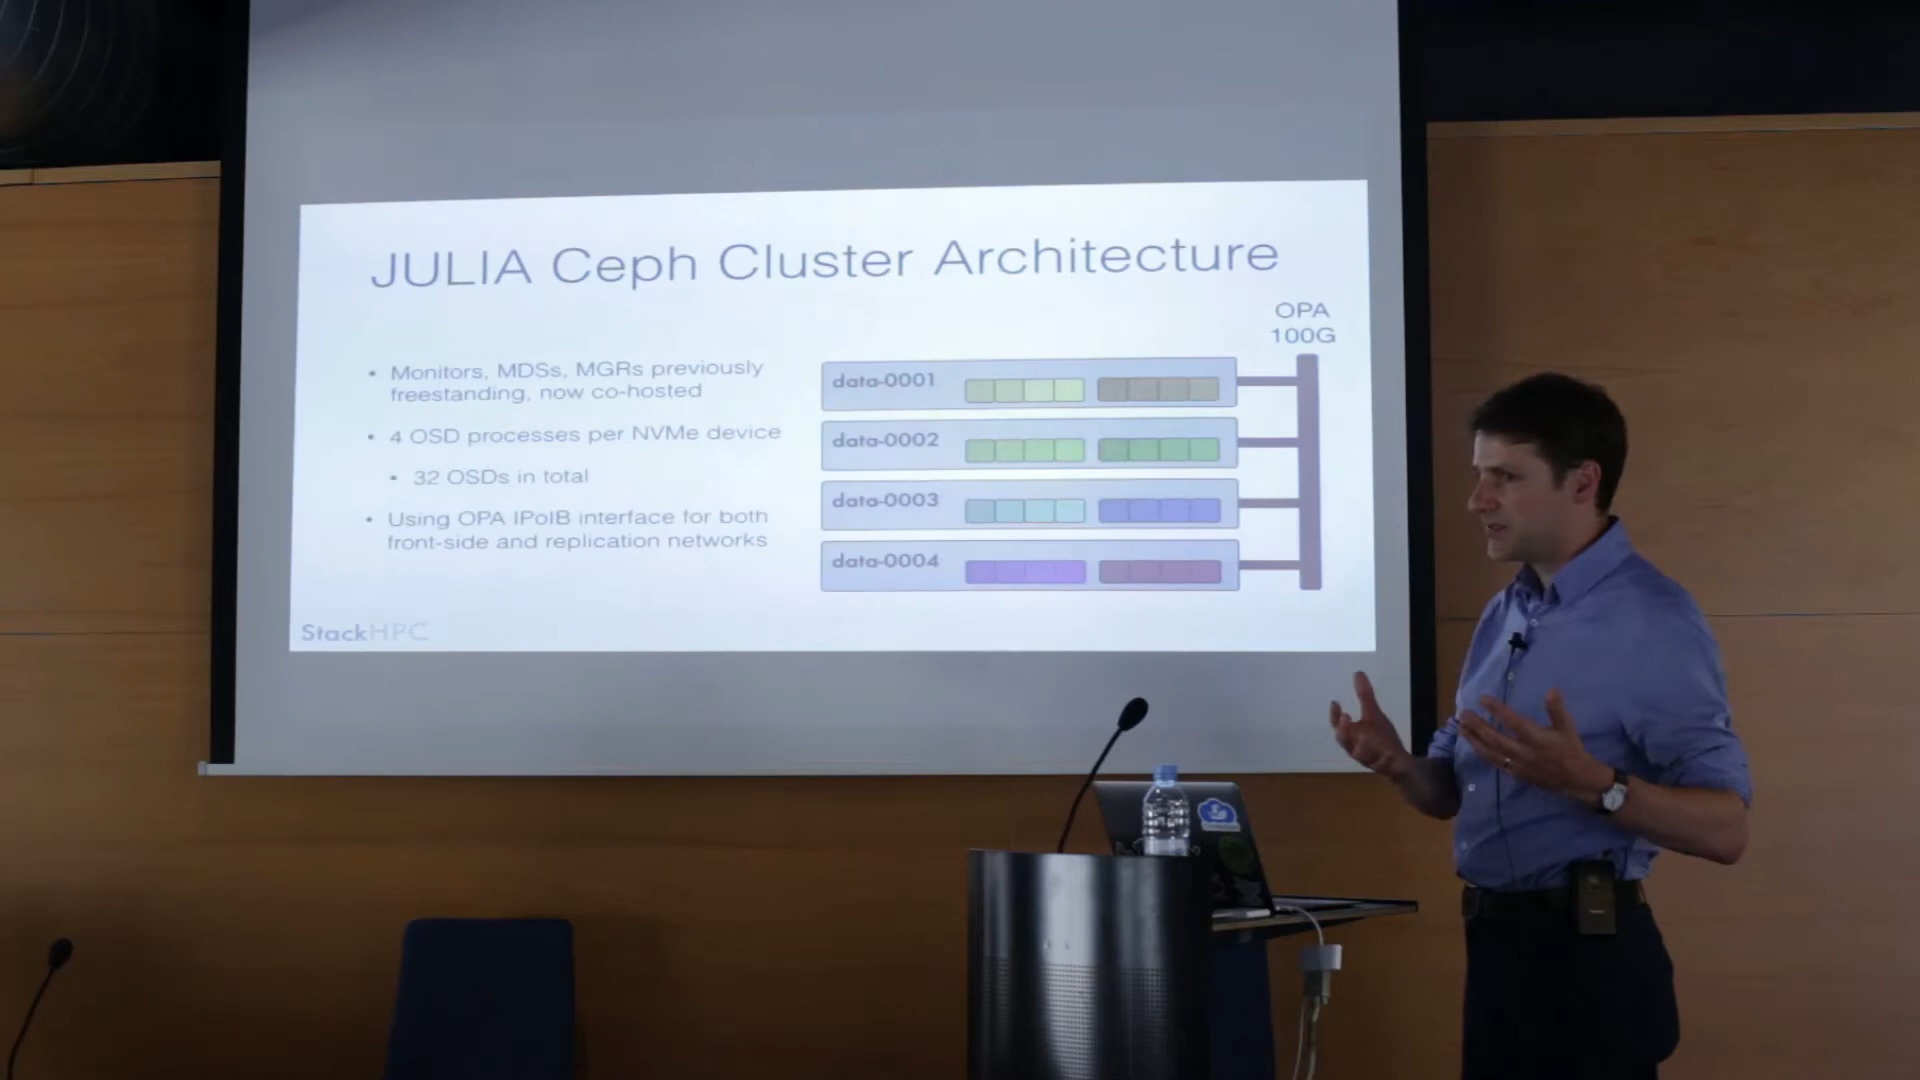 JULIA Ceph Cluster Architecture
OPA
100G
• Monitors, MDSs, MGRs previously
freestanding, now co-hosted
• 4 OSD processes per NVMe device
• 32 OSDs in total
• Using OPA IPoIB interface for both
front-side and replication networks
data-0001
data-0002
data-0003
data-0004
StackHPC